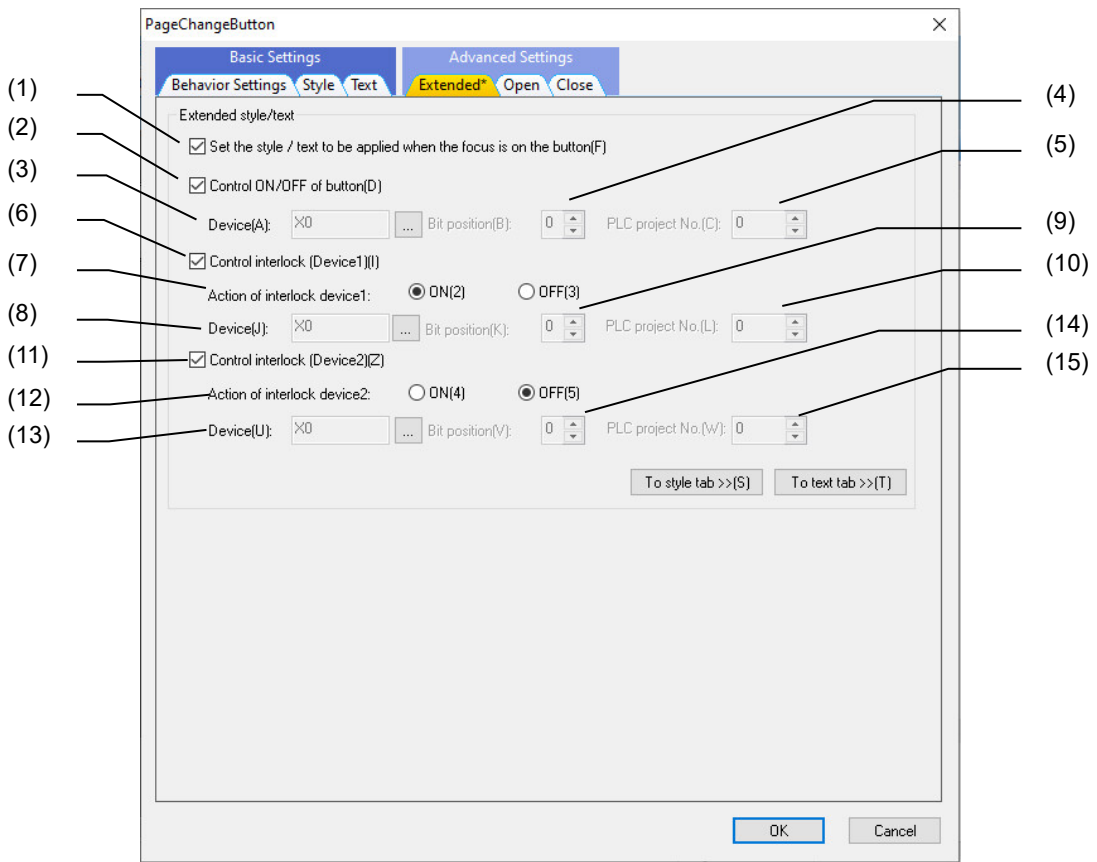 PageChangeButton
Basic Settings Advanced Settings
Behavior Settings Style Text Extended* Open Close
Extended style/text
(1) Set the style / text to be applied when the focus is on the button(F) (4)
(2) Control ON/OFF of button(D) (5)
(3) Device(A): X0 ... Bit position(B): 0 PLC project No.(C): 0
(6) Control interlock (Device1)(I) (9)
(7) Action of interlock device1: ON(2) OFF(3) (10)
(8) Device(J): X0 ... Bit position(K): 0 PLC project No.(L): 0 (14)
(11) Control interlock (Device2)(Z) (15)
(12) Action of interlock device2: ON(4) OFF(5)
(13) Device(U): X0 ... Bit position(V): 0 PLC project No.(W): 0
To style tab >>(S) To text tab >>(T)
OK Cancel